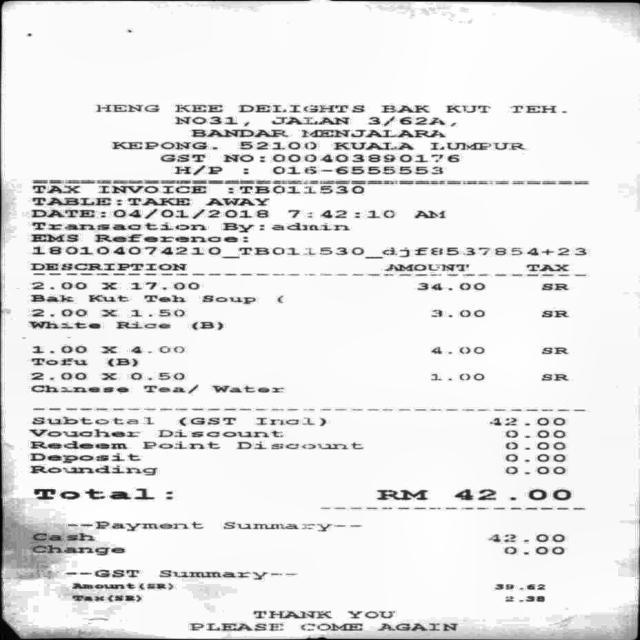 HENG KEE DELIGHTS BAK KUT TEH.
NO31, JALAN 3/62A,
BANDAR MENJALARA
KEPONG. 52100 KUALA LUMPUR
GST NO:000403890176
H/P : 016-6555553
TAX INVOICE :TB011530
TABLE:TAKE AWAY
DATE:04/01/2018 7:42:10 AM
Transaction By:admin
EMS Reference:
180104074210_TB011530_djf8537854+23
DESCRIPTION AMOUNT TAX
2.00 X 17.00 34.00 SR
Bak Kut Teh Soup (
2.00 X 1.50 3.00 SR
White Rice (B)
1.00 X 4.00 4.00 SR
Tofu (B)
2.00 X 0.50 1.00 SR
Chinese Tea/ Water
Subtotal (GST Incl) 42.00
Voucher Discount 0.00
Redeem Point Discount 0.00
Deposit 0.00
Rounding 0.00
Total: RM 42.00
--Payment Summary--
Cash 42.00
Change 0.00
--GST Summary--
Amount(SR) 39.62
Tax(SR) 2.38
THANK YOU
PLEASE COME AGAIN